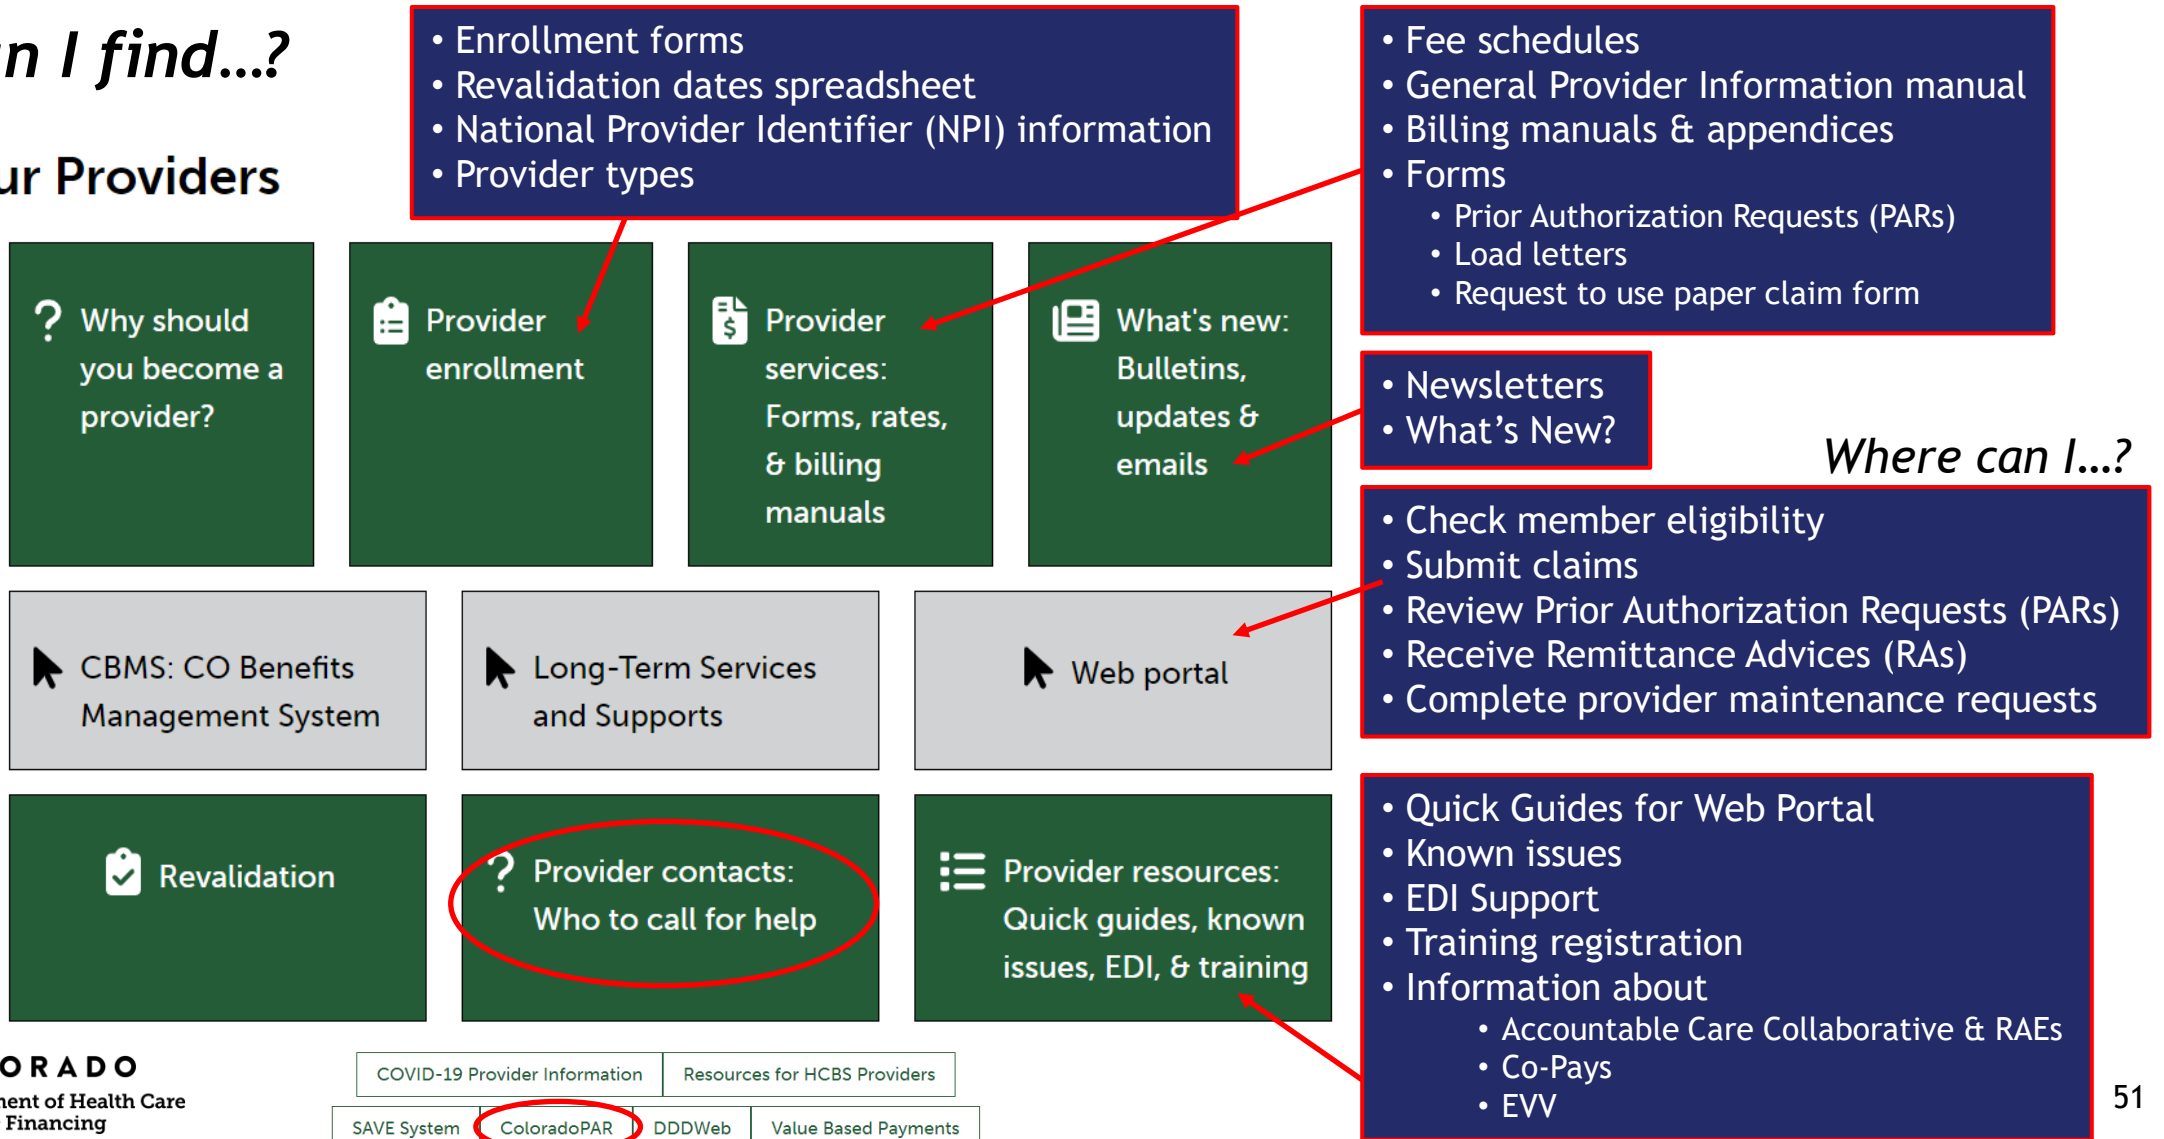 n I find…?
ur Providers
• Enrollment forms
• Revalidation dates spreadsheet
• National Provider Identifier (NPI) information
• Provider types
• Fee schedules
• General Provider Information manual
• Billing manuals & appendices
• Forms
• Prior Authorization Requests (PARs)
• Load letters
• Request to use paper claim form
? Why should
you become a
provider?
Provider
enrollment
Provider
services:
Forms, rates,
& billing
manuals
What's new:
Bulletins,
updates &
emails
• Newsletters
• What’s New?
Where can I…?
• Check member eligibility
• Submit claims
• Review Prior Authorization Requests (PARs)
• Receive Remittance Advices (RAs)
• Complete provider maintenance requests
CBMS: CO Benefits
Management System
Long-Term Services
and Supports
Web portal
Revalidation
? Provider contacts:
Who to call for help
Provider resources:
Quick guides, known
issues, EDI, & training
• Quick Guides for Web Portal
• Known issues
• EDI Support
• Training registration
• Information about
• Accountable Care Collaborative & RAEs
• Co-Pays
• EVV
ORADO
ment of Health Care
Financing
COVID-19 Provider Information
Resources for HCBS Providers
SAVE System
ColoradoPAR
DDDWeb
Value Based Payments
51